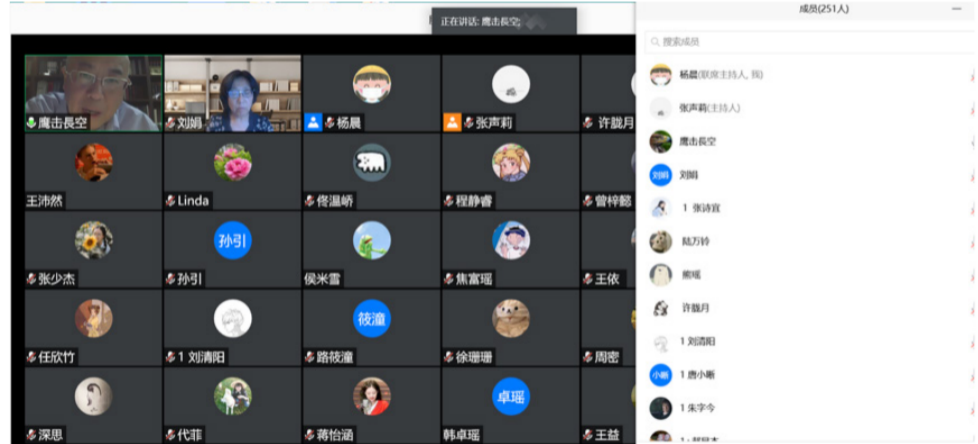 正在讲话: 鹰击長空;
鹰击長空 刘娟 杨晨 张声莉 许胧月
王沛然 Linda 佟温峤 程静睿 曾梓懿
张少杰 孙引 孙引 侯米雪 焦富瑶 王依
筱潼
任欣竹 1 刘清阳 路筱潼 徐珊珊 周密
卓瑶
深思 代菲 蒋怡涵 韩卓瑶 王益
成员(251人)
搜索成员
杨晨(联席主持人, 我)
张声莉(主持人)
鹰击長空
刘娟 刘娟
1 张诗宜
陆万铃
熊瑶
许胧月
1 刘清阳
小晰 1 唐小晰
1 朱字今